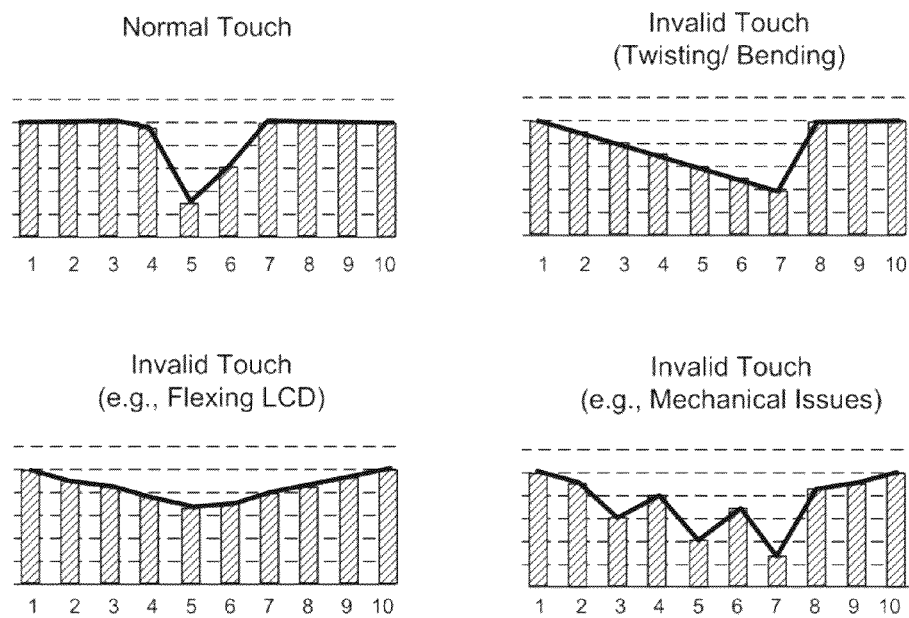 Normal Touch
1 2 3 4 5 6 7 8 9 10
Invalid Touch
(Twisting/ Bending)
1 2 3 4 5 6 7 8 9 10
Invalid Touch
(e.g., Flexing LCD)
1 2 3 4 5 6 7 8 9 10
Invalid Touch
(e.g., Mechanical Issues)
1 2 3 4 5 6 7 8 9 10